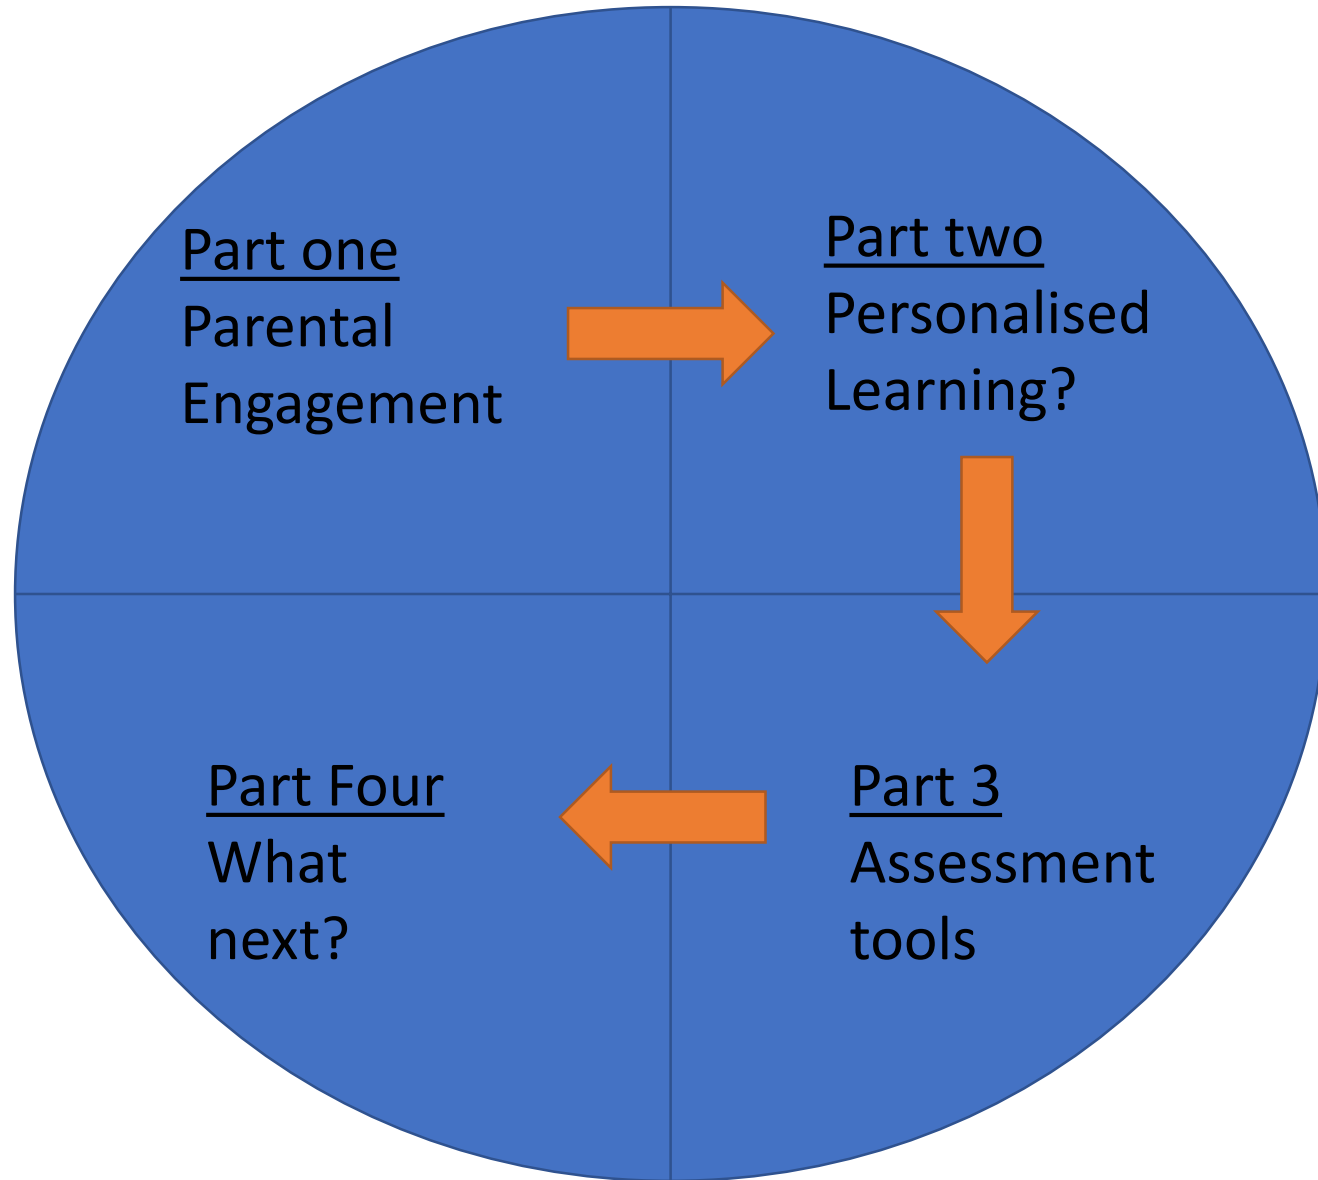 Part one
Parental
Engagement
Part two
Personalised
Learning?
Part 3
Assessment
tools
Part Four
What
next?